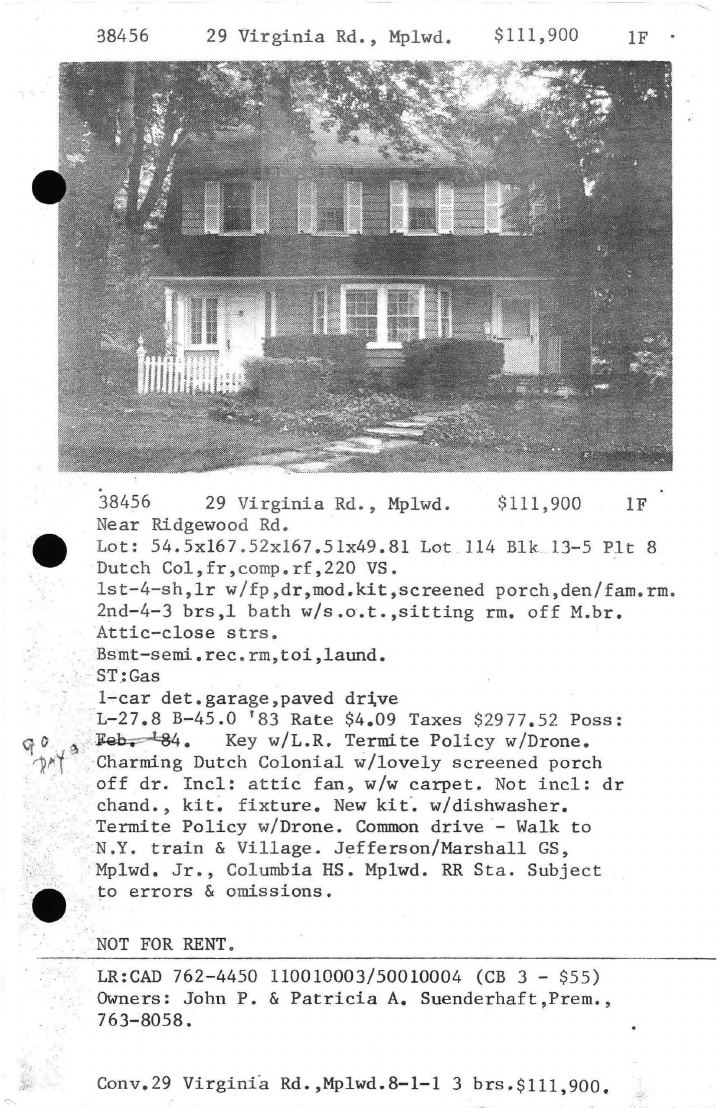 38456 29 Virginia Rd., Mplwd. $111,900 1F
38456 29 Virginia Rd., Mplwd. $111,900 1F
Near Ridgewood Rd.
Lot: 54.5x167.52x167.51x49.81 Lot 114 Blk 13-5 Plt 8
Dutch Col,fr,comp.rf,220 VS.
1st-4-sh,lr w/fp,dr,mod.kit,screened porch,den/fam.rm.
2nd-4-3 brs,1 bath w/s.o.t.,sitting rm. off M.br.
Attic-close strs.
Bsmt-semi.rec.rm,toi,laund.
ST:Gas
1-car det.garage,paved drive
L-27.8 B-45.0 '83 Rate $4.09 Taxes $2977.52 Poss:
Feb. '84. Key w/L.R. Termite Policy w/Drone.
90 DAYS
Charming Dutch Colonial w/lovely screened porch
off dr. Incl: attic fan, w/w carpet. Not incl: dr
chand., kit. fixture. New kit. w/dishwasher.
Termite Policy w/Drone. Common drive - Walk to
N.Y. train & Village. Jefferson/Marshall GS,
Mplwd. Jr., Columbia HS. Mplwd. RR Sta. Subject
to errors & omissions.
NOT FOR RENT.
LR:CAD 762-4450 110010003/50010004 (CB 3 - $55)
Owners: John P. & Patricia A. Suenderhaft,Prem.,
763-8058.
Conv.29 Virginia Rd.,Mplwd.8-1-1 3 brs.$111,900.